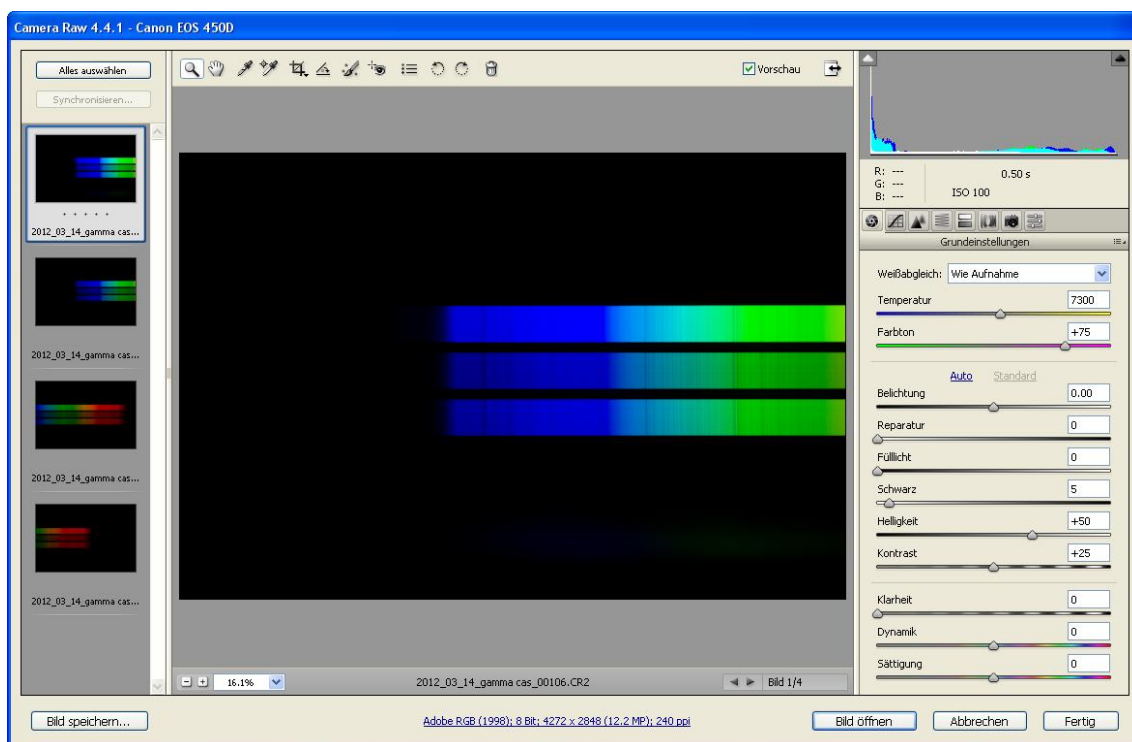 Camera Raw 4.4.1 - Canon EOS 450D
Alles auswählen
Synchronisieren...
2012_03_14_gamma cas...
2012_03_14_gamma cas...
2012_03_14_gamma cas...
2012_03_14_gamma cas...
Vorschau
R: ---
G: ---
B: ---
0.50 s
ISO 100
Grundeinstellungen
Weißabgleich: Wie Aufnahme
Temperatur 7300
Farbton +75
Auto Standard
Belichtung 0.00
Reparatur 0
Fülllicht 0
Schwarz 5
Helligkeit +50
Kontrast +25
Klarheit 0
Dynamik 0
Sättigung 0
16.1% 2012_03_14_gamma cas_00106.CR2 Bild 1/4
Bild speichern... Adobe RGB (1998); 8 Bit; 4272 x 2848 (12.2 MP); 240 ppi Bild öffnen Abbrechen Fertig